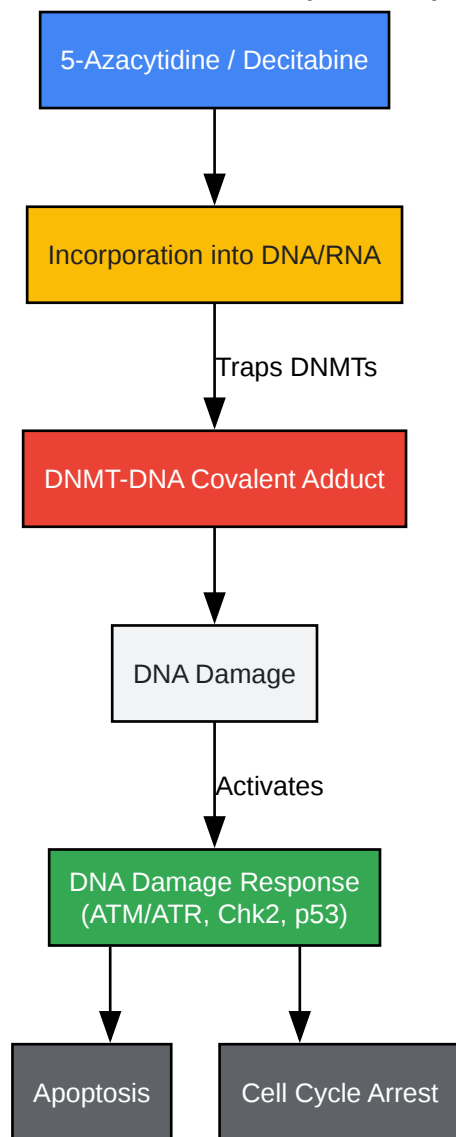 5-Azacytidine / Decitabine
Incorporation into DNA/RNA
Traps DNMTs
DNMT-DNA Covalent Adduct
DNA Damage
Activates
DNA Damage Response
(ATM/ATR, Chk2, p53)
Apoptosis
Cell Cycle Arrest